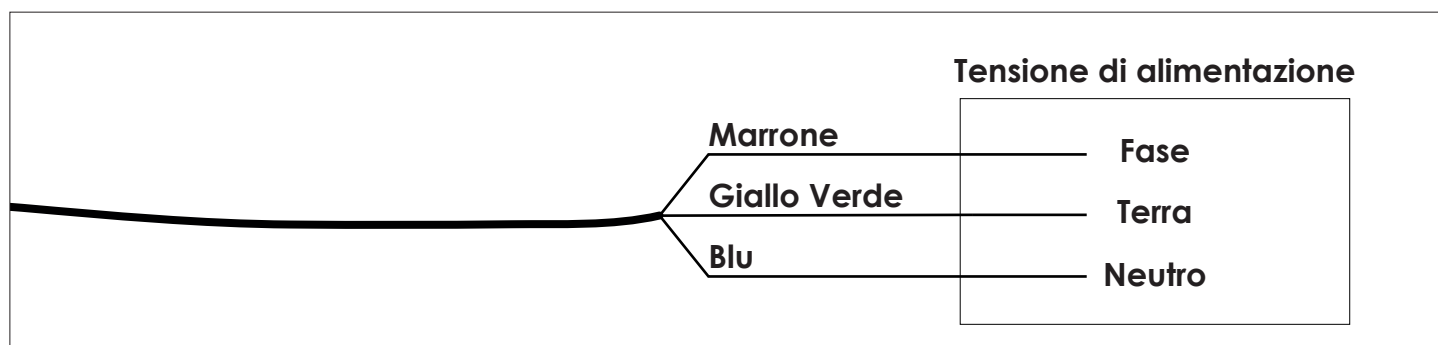 Tensione di alimentazione
Marrone
Fase
Giallo Verde
Terra
Blu
Neutro